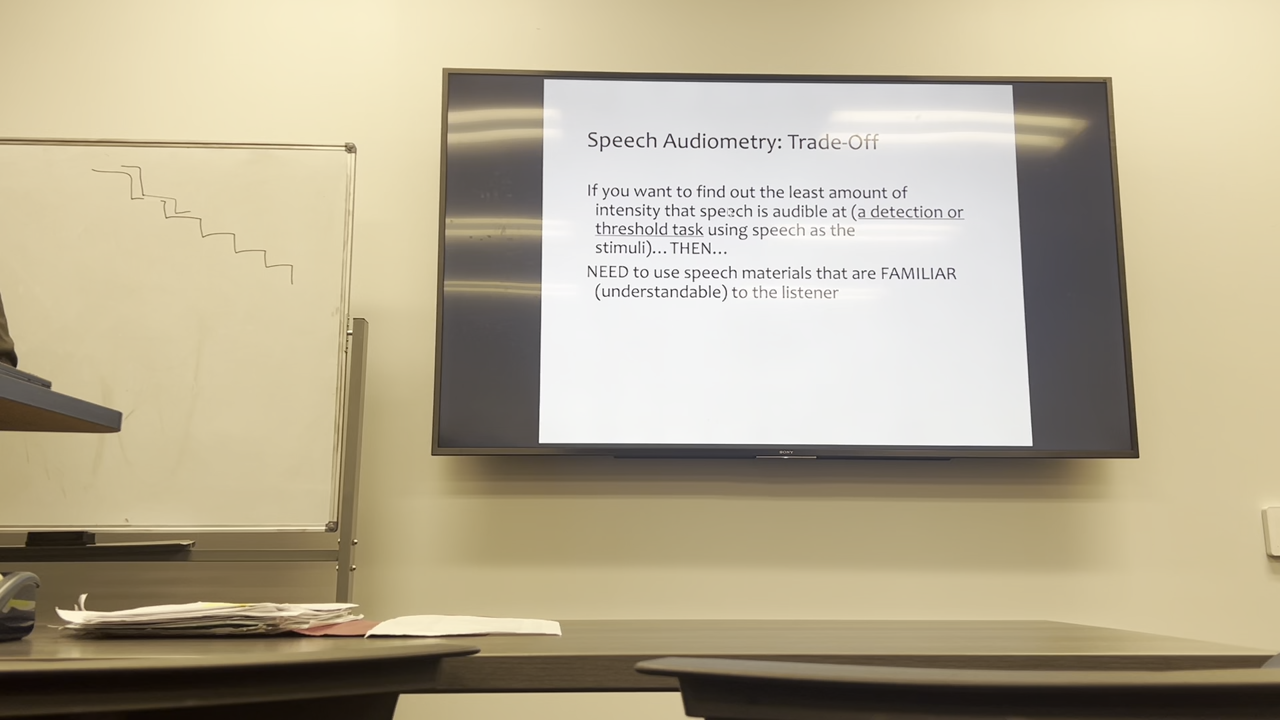 Speech Audiometry: Trade-Off
If you want to find out the least amount of
intensity that speech is audible at (a detection or
threshold task using speech as the
stimuli)... THEN...
NEED to use speech materials that are FAMILIAR
(understandable) to the listener
SONY